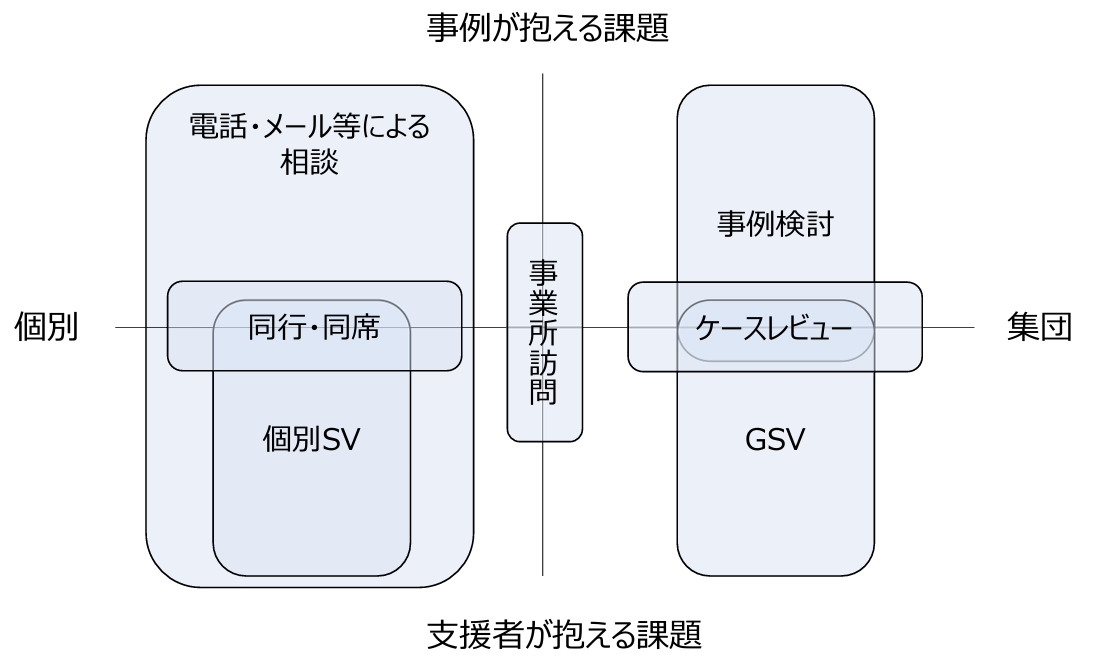 事例が抱える課題
電話・メール等による
相談
事例検討
個別
同行・同席
事業所訪問
ケースレビュー
集団
個別SV
GSV
支援者が抱える課題